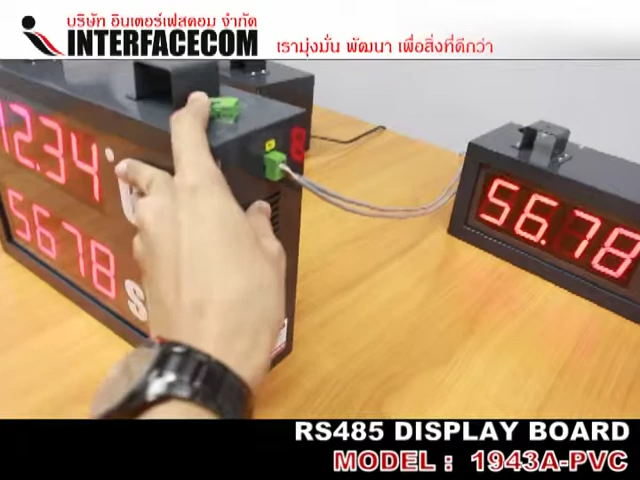 บริษัท อินเตอร์เฟสคอม จำกัด
INTERFACECOM
เรามุ่งมั่น พัฒนา เพื่อสิ่งที่ดีกว่า
12.34°
5678
56.78
RS485 DISPLAY BOARD
MODEL : 1943A-PVC